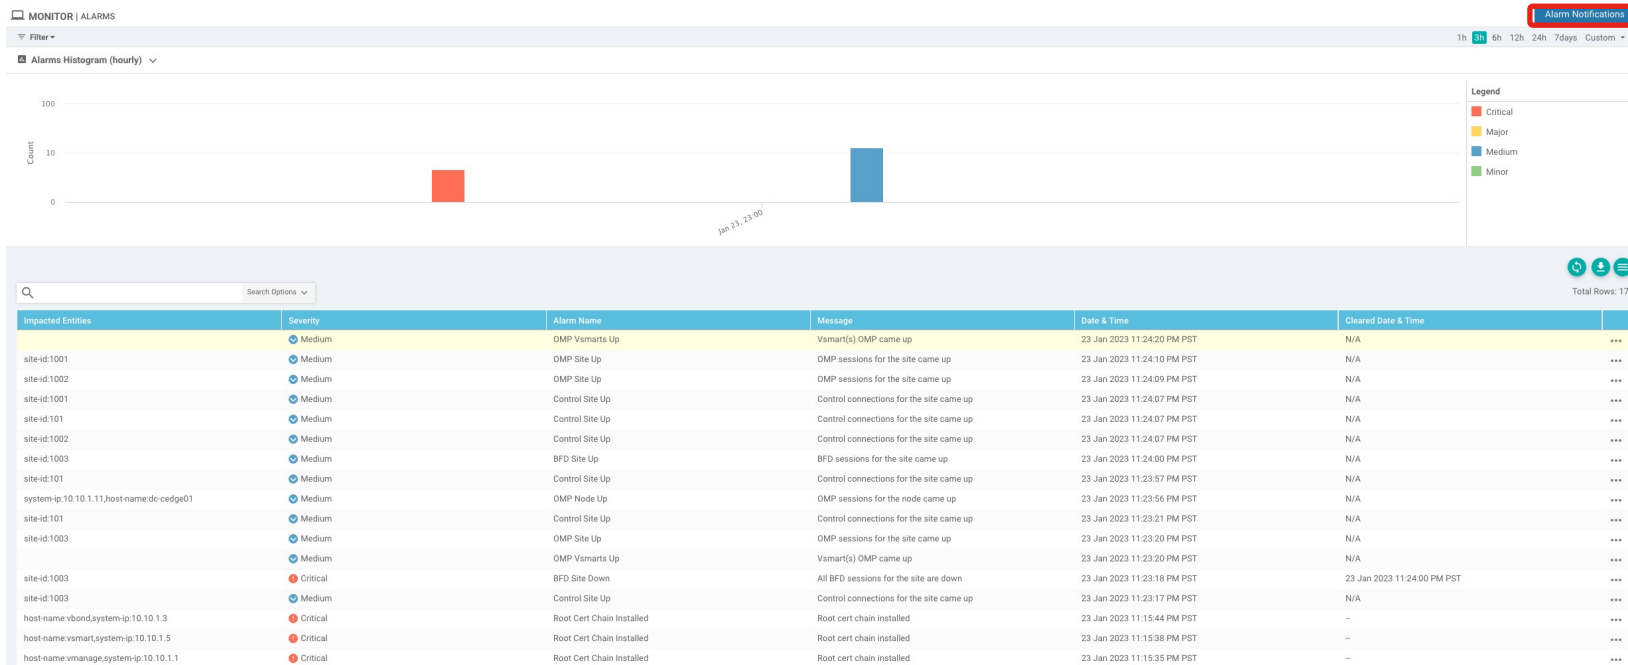 MONITOR | ALARMS
Alarm Notifications
Filter
1h 3h 6h 12h 24h 7days Custom
Alarms Histogram (hourly)
Legend
Critical
Major
Medium
Minor
100
10
0
Count
Jan 23, 23:00
Search Options
Total Rows: 17
Impacted Entities Severity Alarm Name Message Date & Time Cleared Date & Time
Medium OMP Vsmarts Up Vsmart(s) OMP came up 23 Jan 2023 11:24:20 PM PST N/A
site-id:1001 Medium OMP Site Up OMP sessions for the site came up 23 Jan 2023 11:24:10 PM PST N/A
site-id:1002 Medium OMP Site Up OMP sessions for the site came up 23 Jan 2023 11:24:09 PM PST N/A
site-id:1001 Medium Control Site Up Control connections for the site came up 23 Jan 2023 11:24:07 PM PST N/A
site-id:101 Medium Control Site Up Control connections for the site came up 23 Jan 2023 11:24:07 PM PST N/A
site-id:1002 Medium Control Site Up Control connections for the site came up 23 Jan 2023 11:24:07 PM PST N/A
site-id:1003 Medium BFD Site Up BFD sessions for the site came up 23 Jan 2023 11:24:00 PM PST N/A
site-id:101 Medium Control Site Up Control connections for the site came up 23 Jan 2023 11:23:57 PM PST N/A
system-ip:10.10.1.11,host-name:dc-cedge01 Medium OMP Node Up OMP sessions for the node came up 23 Jan 2023 11:23:56 PM PST N/A
site-id:101 Medium Control Site Up Control connections for the site came up 23 Jan 2023 11:23:21 PM PST N/A
site-id:1003 Medium OMP Site Up OMP sessions for the site came up 23 Jan 2023 11:23:20 PM PST N/A
Medium OMP Vsmarts Up Vsmart(s) OMP came up 23 Jan 2023 11:23:20 PM PST N/A
site-id:1003 Critical BFD Site Down All BFD sessions for the site are down 23 Jan 2023 11:23:18 PM PST 23 Jan 2023 11:24:00 PM PST
site-id:1003 Medium Control Site Up Control connections for the site came up 23 Jan 2023 11:23:17 PM PST N/A
host-name:vbond,system-ip:10.10.1.3 Critical Root Cert Chain Installed Root cert chain installed 23 Jan 2023 11:15:44 PM PST –
host-name:vsmart,system-ip:10.10.1.5 Critical Root Cert Chain Installed Root cert chain installed 23 Jan 2023 11:15:38 PM PST –
host-name:vmanage,system-ip:10.10.1.1 Critical Root Cert Chain Installed Root cert chain installed 23 Jan 2023 11:15:35 PM PST –